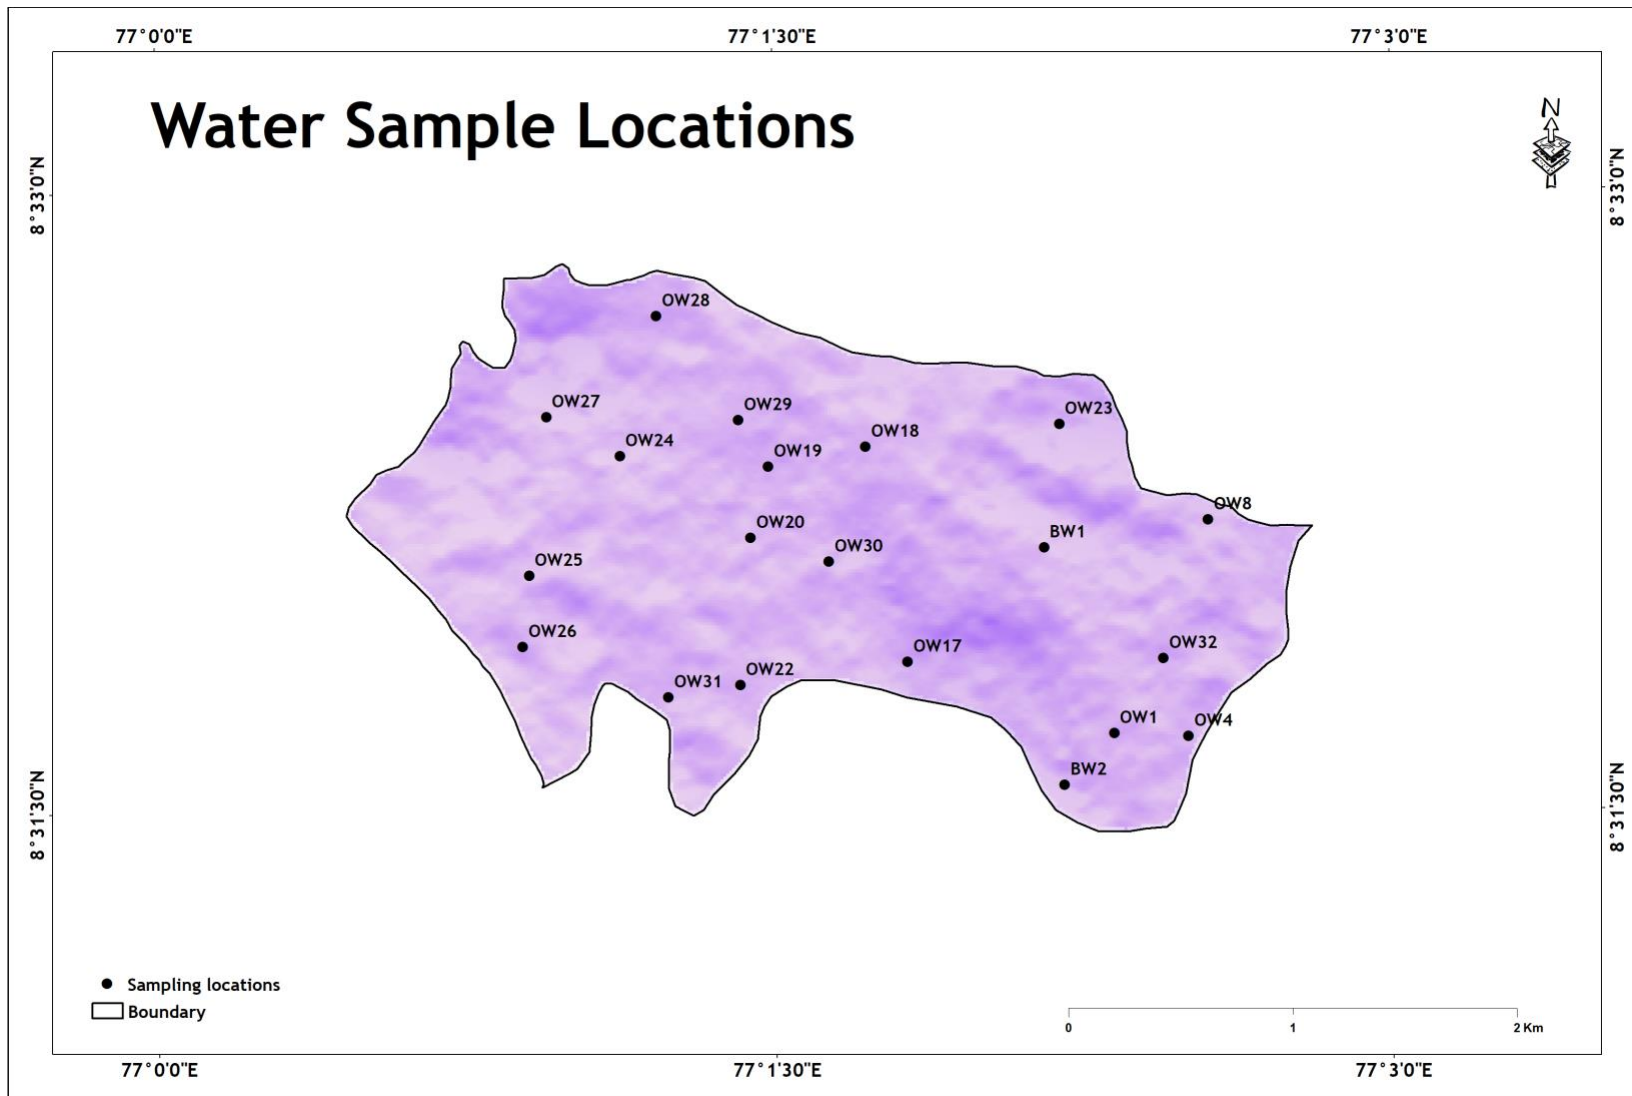 77°0'0"E
77°1'30"E
77°3'0"E
Water Sample Locations
N
8°33'0"N
8°33'0"N
OW28
OW27
OW29
OW23
OW18
OW24
OW19
OW8
OW20
BW1
OW30
OW25
OW26
OW32
OW17
OW22
OW31
OW1
OW4
BW2
8°31'30"N
8°31'30"N
Sampling locations
Boundary
0 1 2 Km
77°0'0"E
77°1'30"E
77°3'0"E